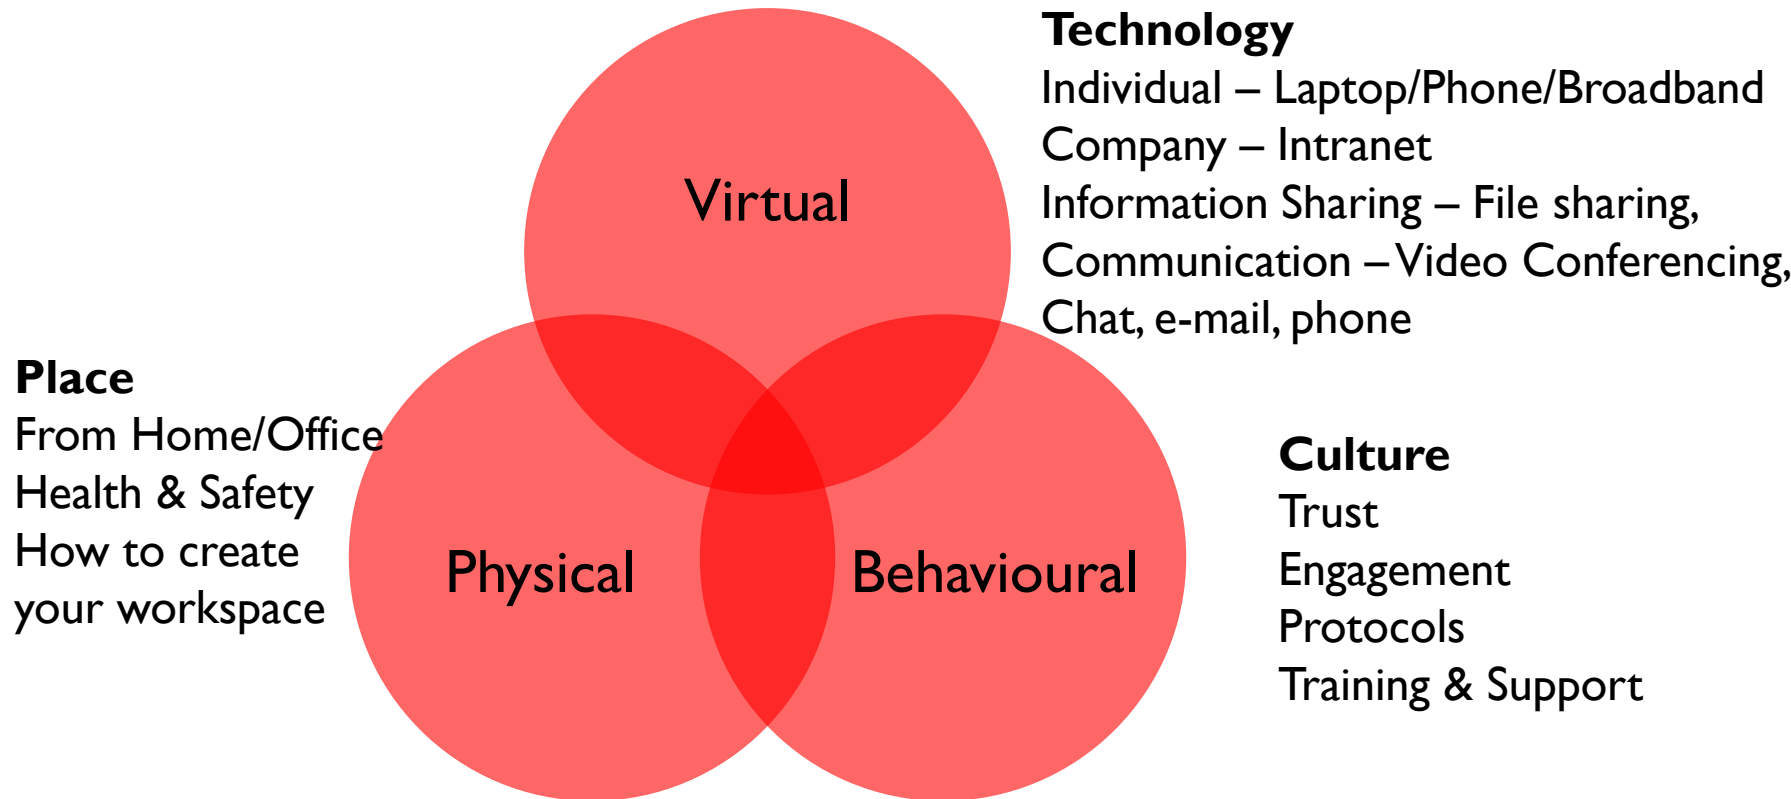 Technology
Individual – Laptop/Phone/Broadband
Company – Intranet
Information Sharing – File sharing,
Communication – Video Conferencing,
Chat, e-mail, phone
Virtual
Place
From Home/Office
Health & Safety
How to create
your workspace
Physical
Behavioural
Culture
Trust
Engagement
Protocols
Training & Support